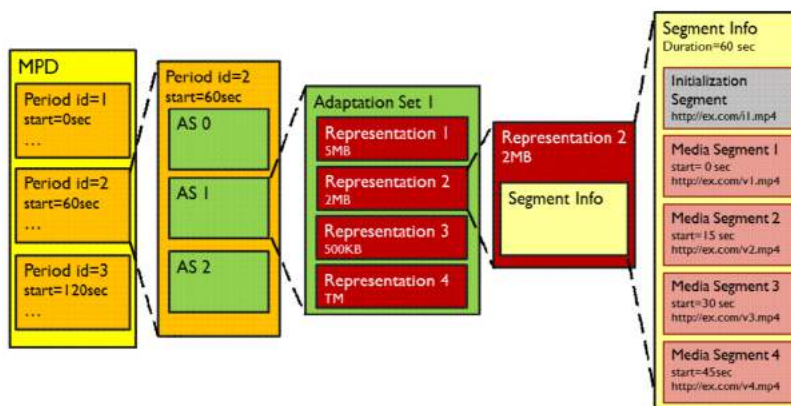 MPD
Period id=1
start=0sec
...
Period id=2
start=60sec
...
Period id=3
start=120sec
...
Period id=2
start=60sec
AS 0
AS 1
AS 2
Adaptation Set 1
Representation 1
5MB
Representation 2
2MB
Representation 3
500KB
Representation 4
TM
Representation 2
2MB
Segment Info
Segment Info
Duration=60 sec
Initialization
Segment
http://ex.com/i1.mp4
Media Segment 1
start= 0 sec
http://ex.com/v1.mp4
Media Segment 2
start=15 sec
http://ex.com/v2.mp4
Media Segment 3
start=30 sec
http://ex.com/v3.mp4
Media Segment 4
start=45sec
http://ex.com/v4.mp4